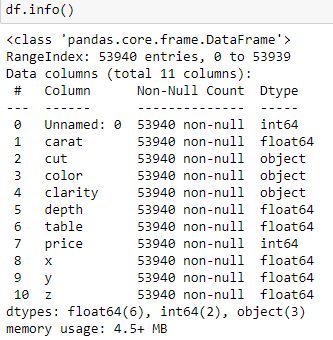 df.info()
<class 'pandas.core.frame.DataFrame'>
RangeIndex: 53940 entries, 0 to 53939
Data columns (total 11 columns):
 #   Column      Non-Null Count  Dtype
---  ------      --------------  -----
 0   Unnamed: 0  53940 non-null  int64
 1   carat       53940 non-null  float64
 2   cut         53940 non-null  object
 3   color       53940 non-null  object
 4   clarity     53940 non-null  object
 5   depth       53940 non-null  float64
 6   table       53940 non-null  float64
 7   price       53940 non-null  int64
 8   x           53940 non-null  float64
 9   y           53940 non-null  float64
 10  z           53940 non-null  float64
dtypes: float64(6), int64(2), object(3)
memory usage: 4.5+ MB